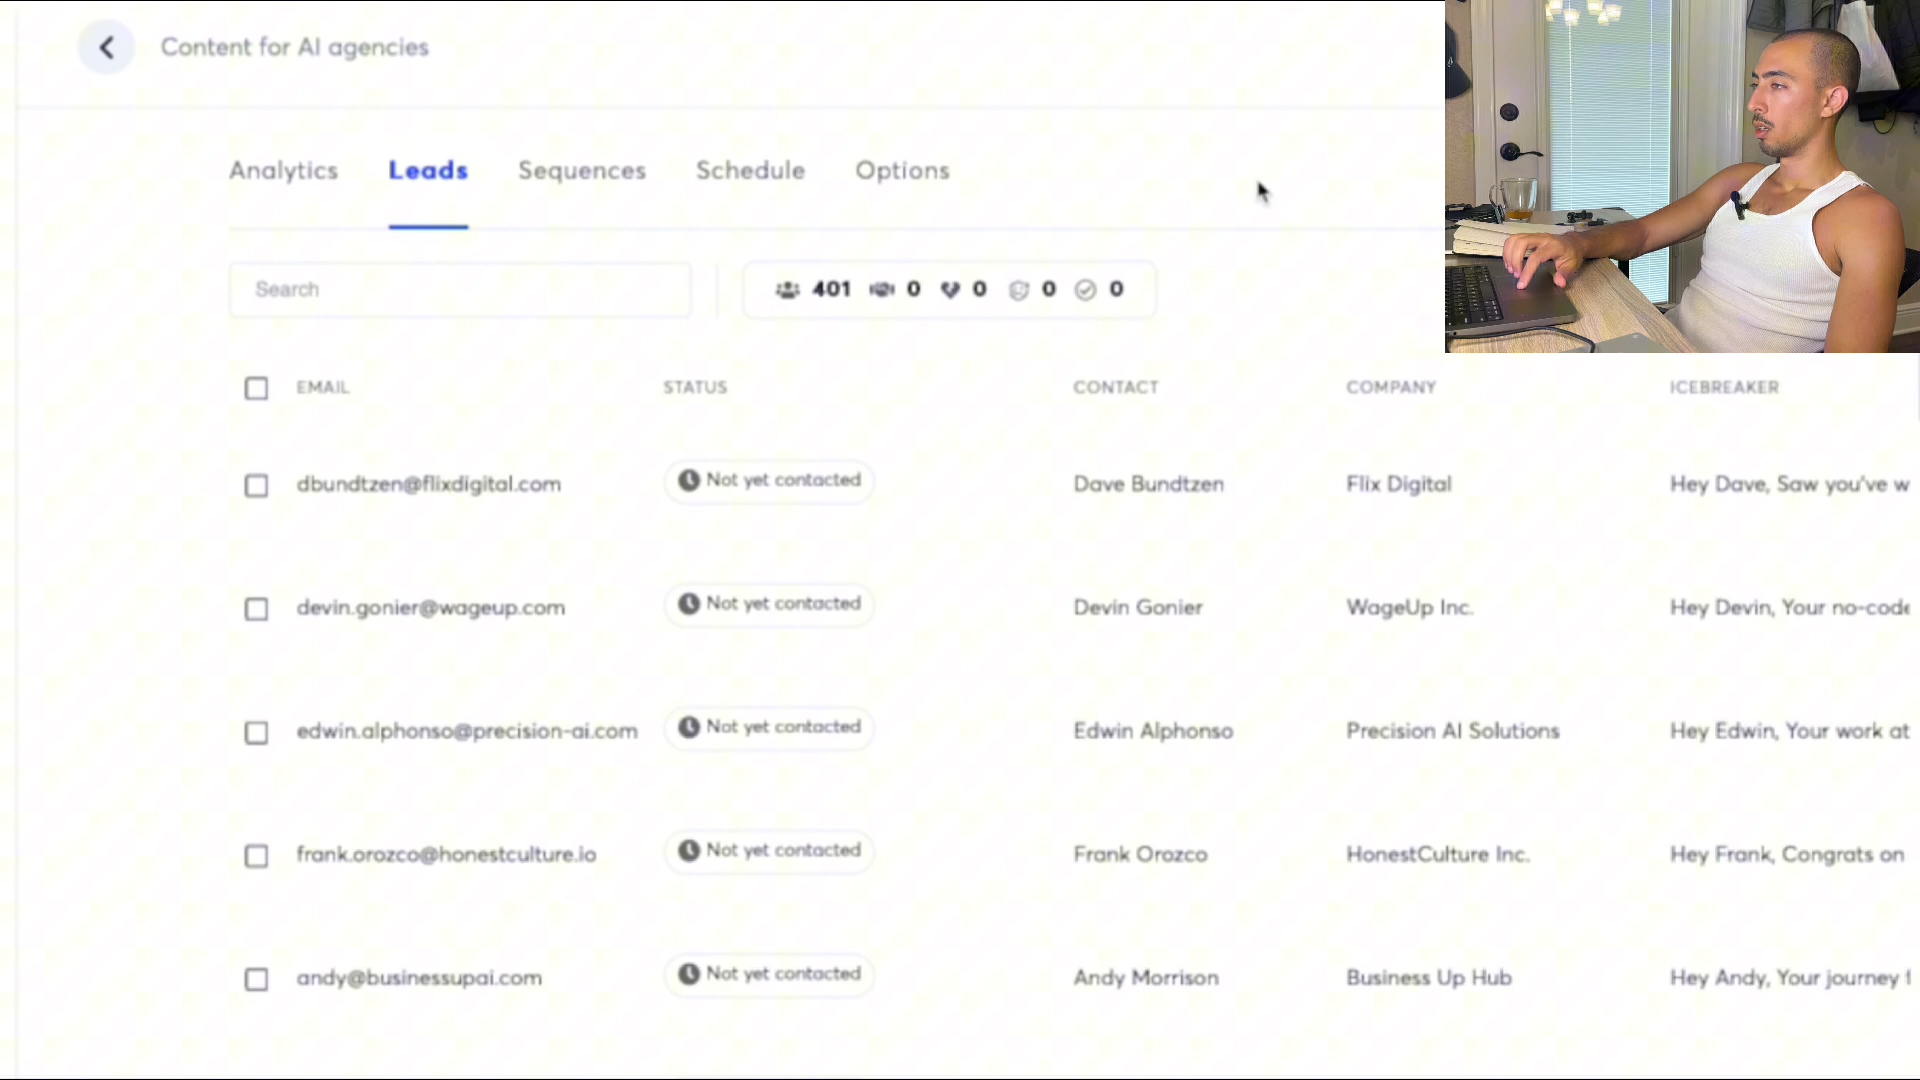 Content for AI agencies
Analytics Leads Sequences Schedule Options
Search 401 0 0 0 0
EMAIL STATUS CONTACT COMPANY ICEBREAKER
dbundtzen@flixdigital.com Not yet contacted Dave Bundtzen Flix Digital Hey Dave, Saw you've w
devin.gonier@wageup.com Not yet contacted Devin Gonier WageUp Inc. Hey Devin, Your no-code
edwin.alphonso@precision-ai.com Not yet contacted Edwin Alphonso Precision AI Solutions Hey Edwin, Your work at
frank.orozco@honestculture.io Not yet contacted Frank Orozco HonestCulture Inc. Hey Frank, Congrats on
andy@businessupai.com Not yet contacted Andy Morrison Business Up Hub Hey Andy, Your journey